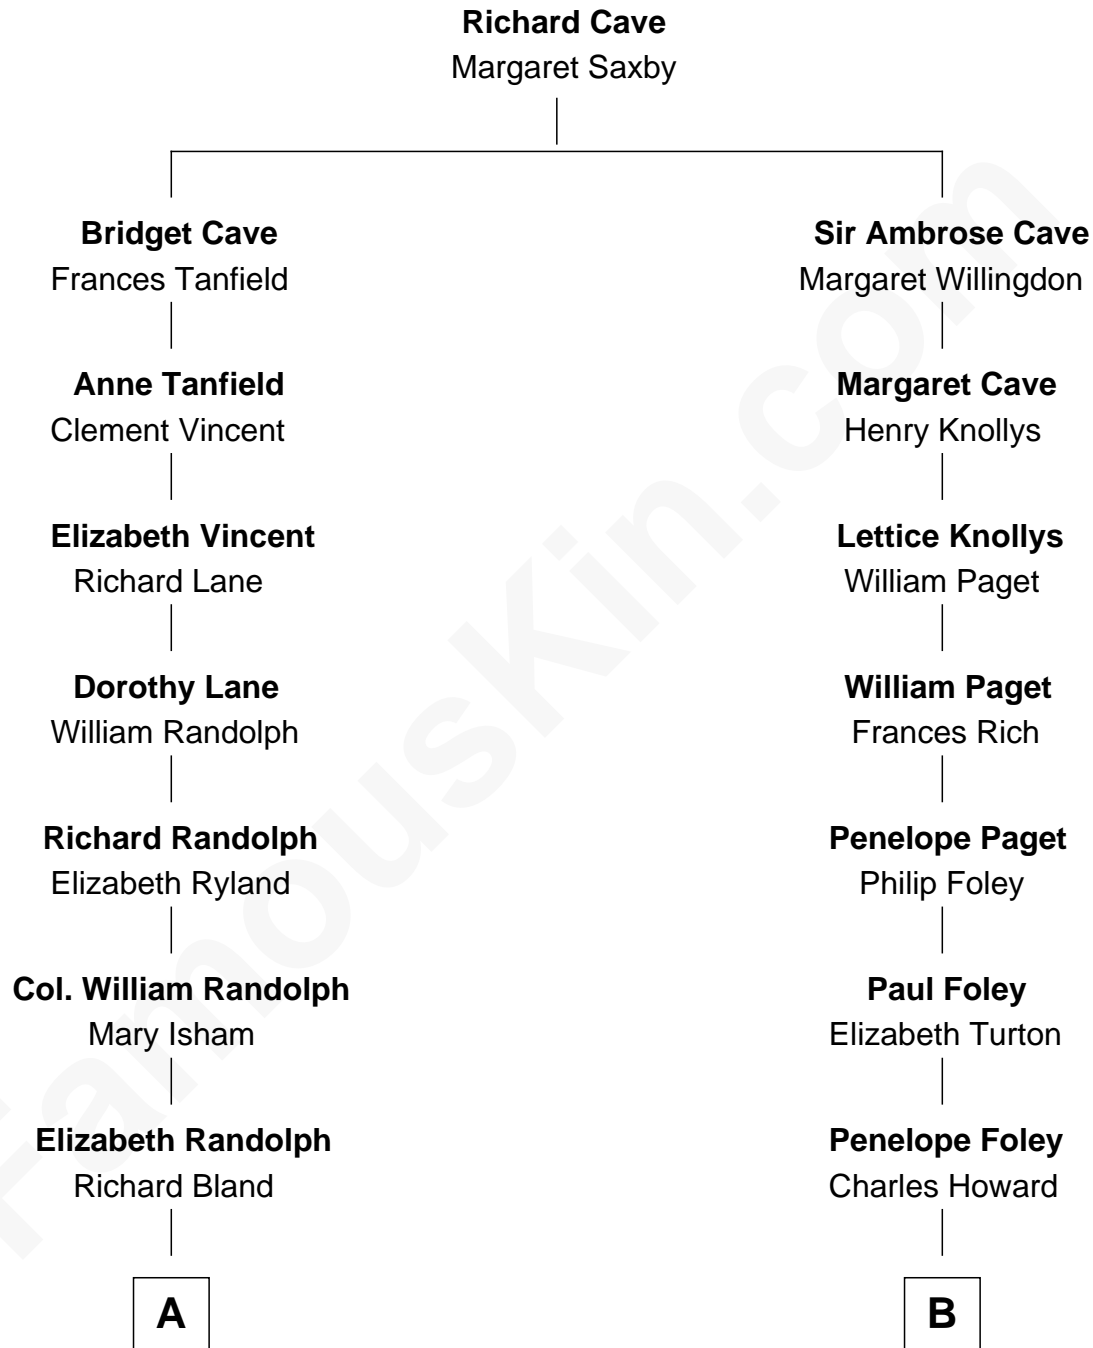 Richard Cave
Margaret Saxby
Bridget Cave
Frances Tanfield
Sir Ambrose Cave
Margaret Willingdon
Anne Tanfield
Clement Vincent
Margaret Cave
Henry Knollys
Elizabeth Vincent
Richard Lane
Lettice Knollys
William Paget
Dorothy Lane
William Randolph
William Paget
Frances Rich
Richard Randolph
Elizabeth Ryland
Penelope Paget
Philip Foley
Col. William Randolph
Mary Isham
Paul Foley
Elizabeth Turton
Elizabeth Randolph
Richard Bland
Penelope Foley
Charles Howard
A
B
FamousKin.com